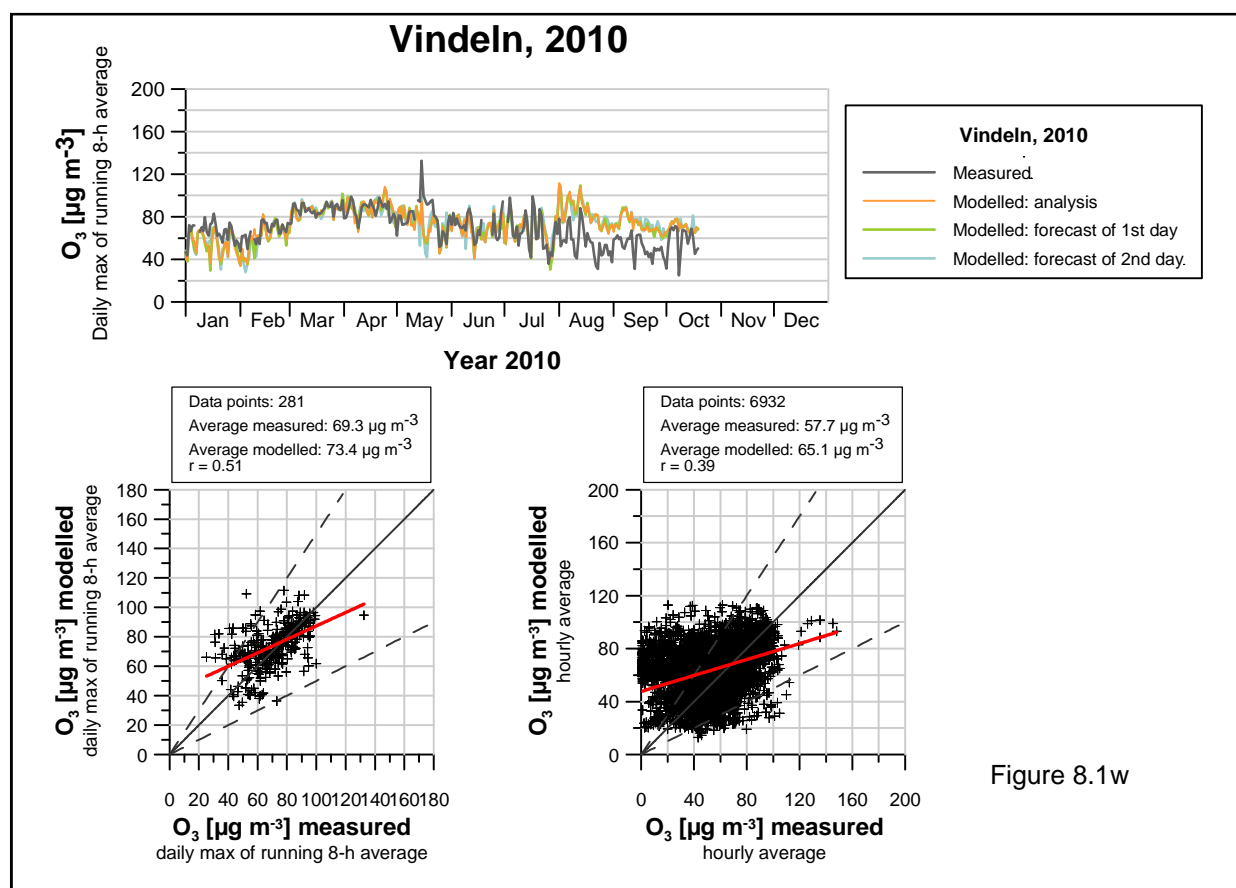 Vindeln, 2010
O3 [µg m-3]
Daily max of running 8-h average
200
160
120
80
40
0
Jan Feb Mar Apr May Jun Jul Aug Sep Oct Nov Dec
Year 2010
Vindeln, 2010
Measured.
Modelled: analysis
Modelled: forecast of 1st day
Modelled: forecast of 2nd day.
Data points: 281
Average measured: 69.3 µg m-3
Average modelled: 73.4 µg m-3
r = 0.51
O3 [µg m-3] modelled
daily max of running 8-h average
180
160
140
120
100
80
60
40
20
0
0 20 40 60 80 100 120 140 160 180
O3 [µg m-3] measured
daily max of running 8-h average
Data points: 6932
Average measured: 57.7 µg m-3
Average modelled: 65.1 µg m-3
r = 0.39
O3 [µg m-3] modelled
hourly average
200
160
120
80
40
0
0 40 80 120 160 200
O3 [µg m-3] measured
hourly average
Figure 8.1w